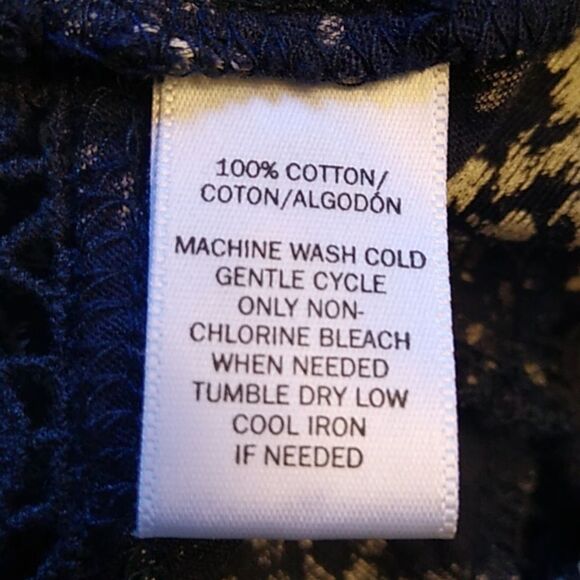 100% COTTON/
COTON/ALGODÓN
MACHINE WASH COLD
GENTLE CYCLE
ONLY NON-
CHLORINE BLEACH
WHEN NEEDED
TUMBLE DRY LOW
COOL IRON
IF NEEDED